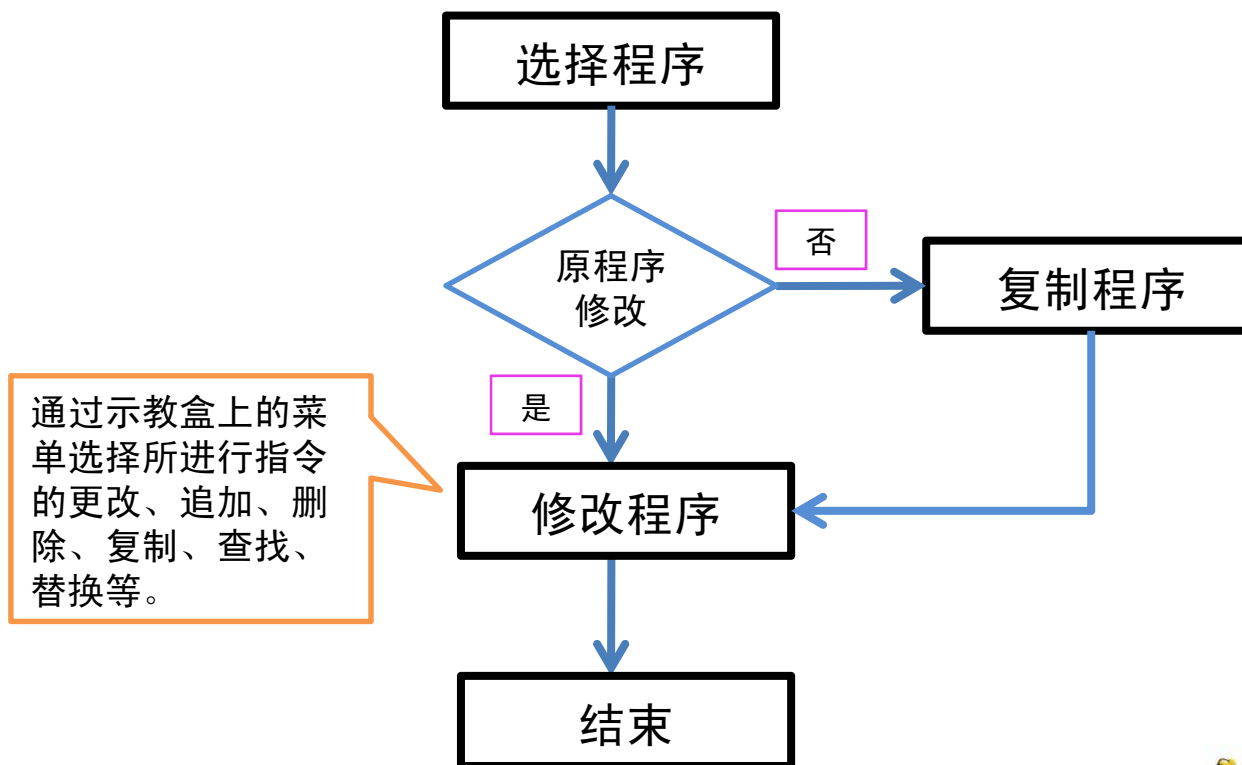 选择程序
原程序
修改
否
复制程序
是
通过示教盒上的菜
单选择所进行指令
的更改、追加、删
除、复制、查找、
替换等。
修改程序
结束